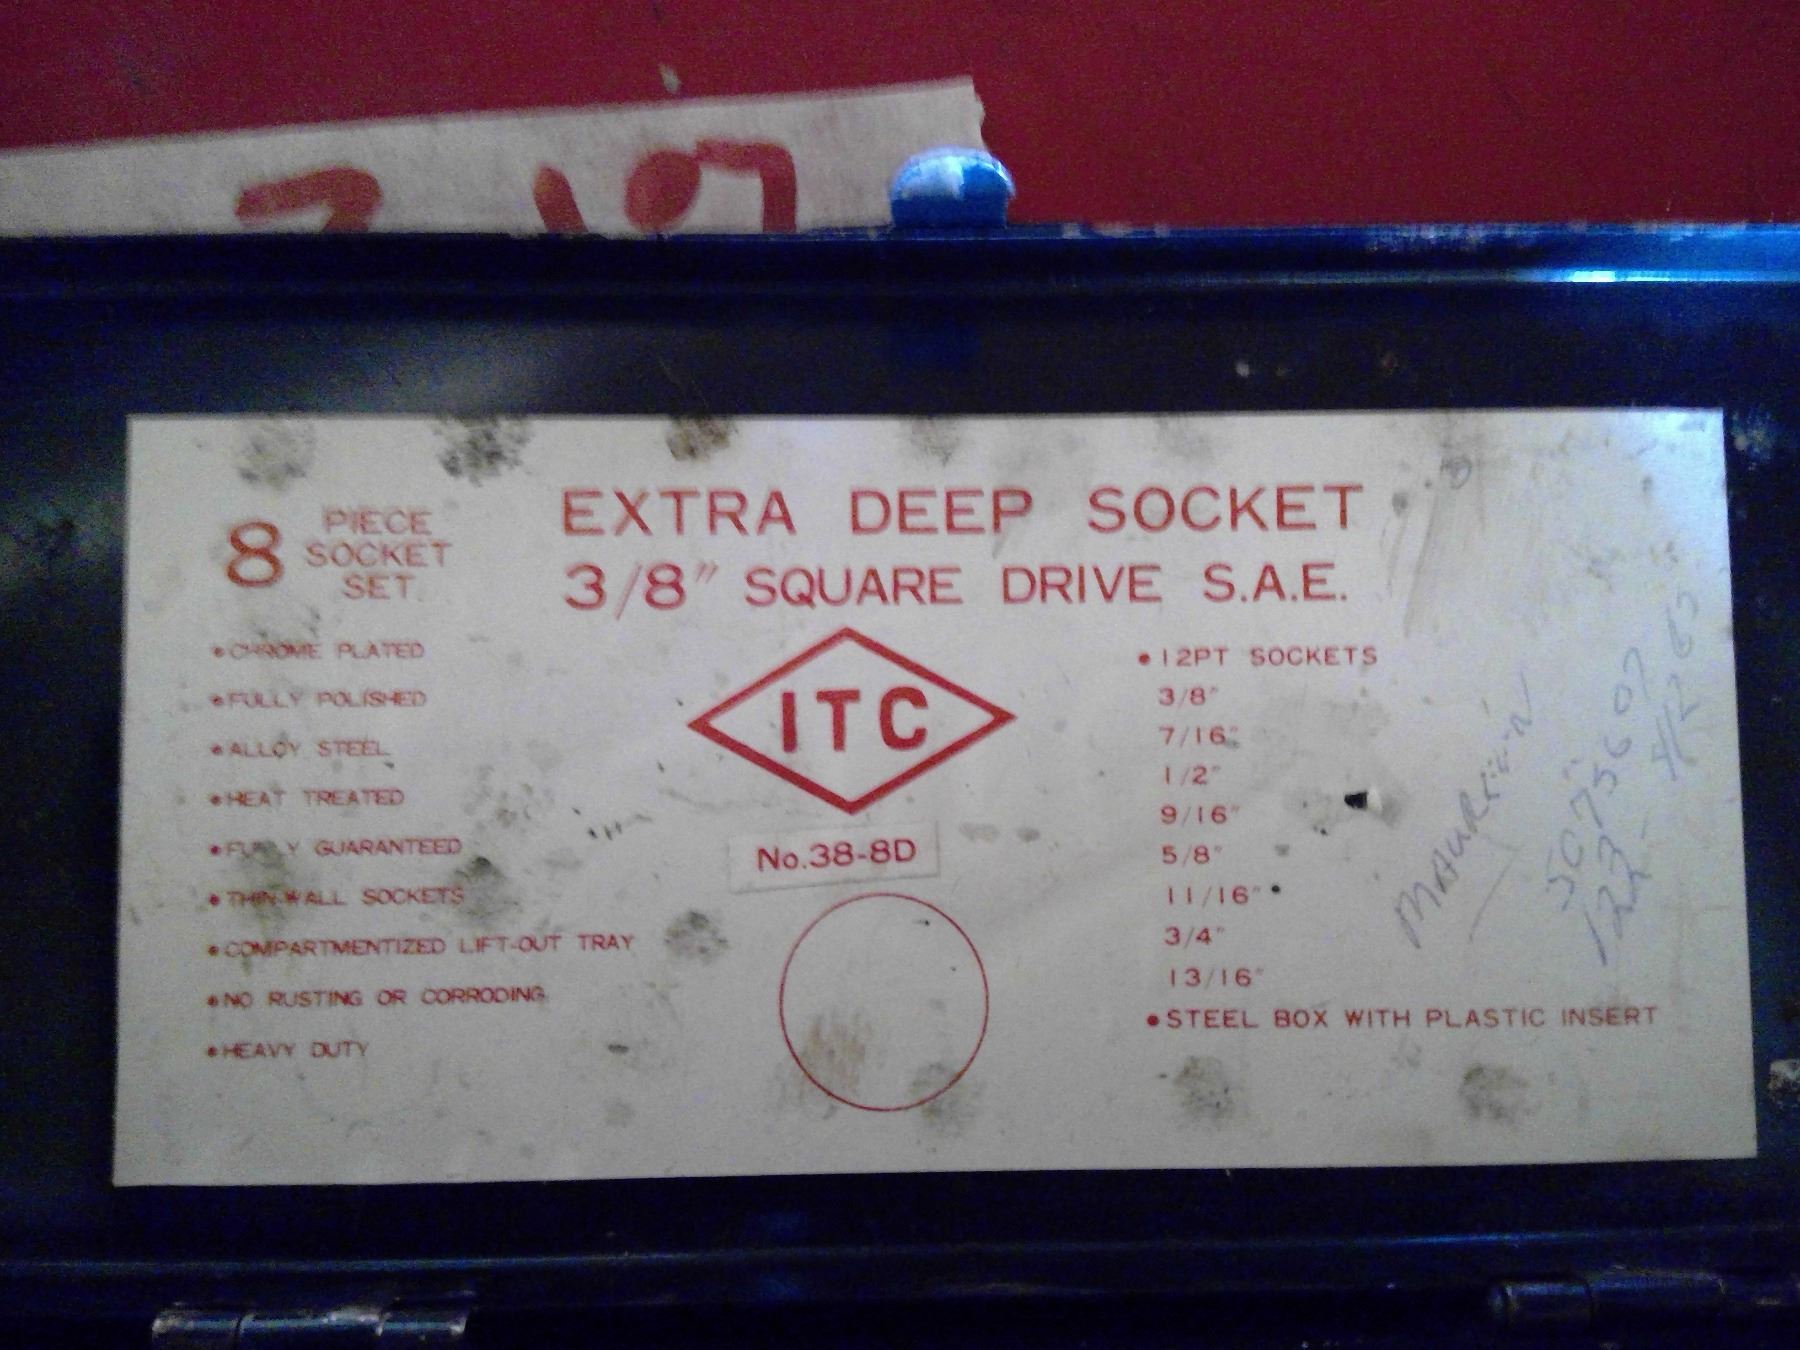 8
PIECE
SOCKET
SET
EXTRA DEEP SOCKET
3/8" SQUARE DRIVE S.A.E.
• CHROME PLATED
• FULLY POLISHED
• ALLOY STEEL
• HEAT TREATED
• FULLY GUARANTEED
• THIN WALL SOCKETS
• COMPARTMENTIZED LIFT-OUT TRAY
• NO RUSTING OR CORRODING
• HEAVY DUTY
ITC
No.38-8D
• 12PT SOCKETS
3/8"
7/16"
1/2"
9/16"
5/8"
11/16"
3/4"
13/16"
• STEEL BOX WITH PLASTIC INSERT